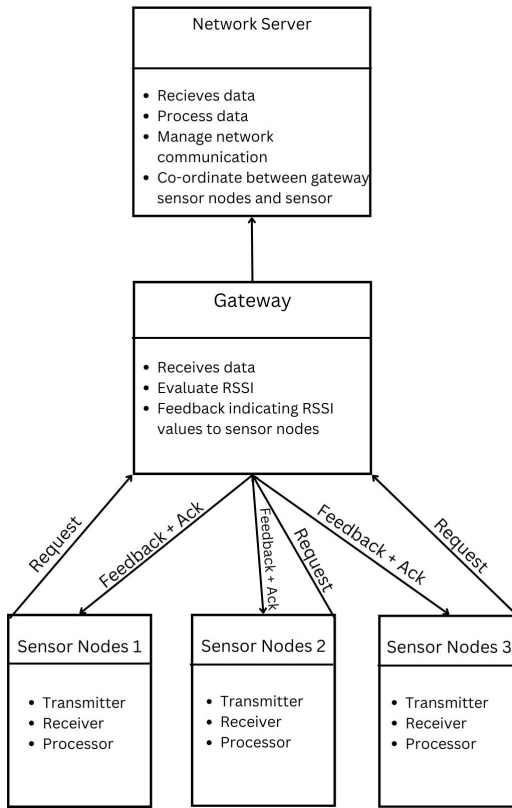 Network Server
• Recieves data
• Process data
• Manage network
communication
• Co-ordinate between gateway
sensor nodes and sensor
Gateway
• Receives data
• Evaluate RSSI
• Feedback indicating RSSI
values to sensor nodes
Request
Feedback + Ack
Feedback + Ack
Request
Feedback + Ack
Request
Sensor Nodes 1
• Transmitter
• Receiver
• Processor
Sensor Nodes 2
• Transmitter
• Receiver
• Processor
Sensor Nodes 3
• Transmitter
• Receiver
• Processor